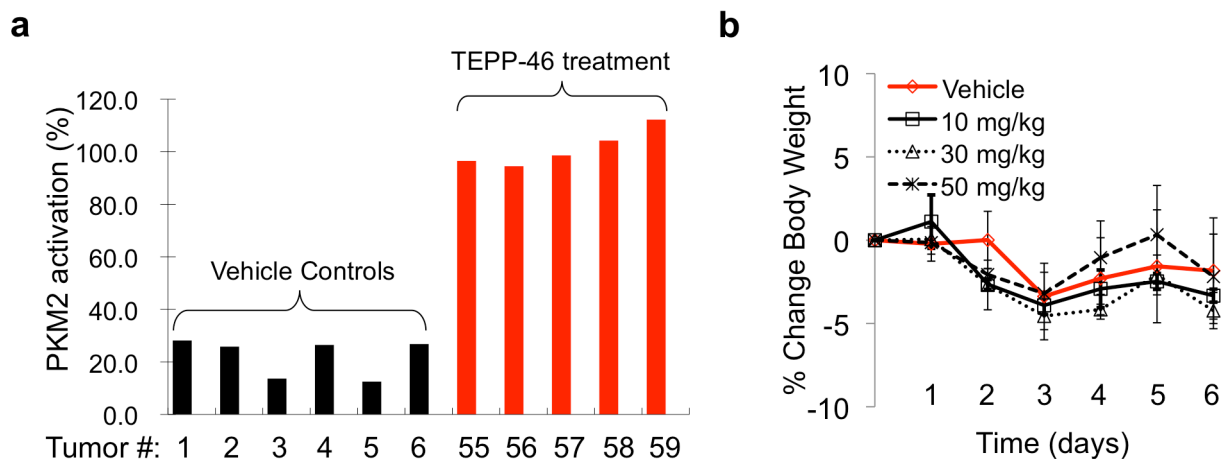 a
TEPP-46 treatment
PKM2 activation (%)
120.0
100.0
80.0
60.0
40.0
20.0
0.0
Vehicle Controls
Tumor #: 1 2 3 4 5 6 55 56 57 58 59
b
% Change Body Weight
10
5
0
-5
-10
Vehicle
10 mg/kg
30 mg/kg
50 mg/kg
1 2 3 4 5 6
Time (days)